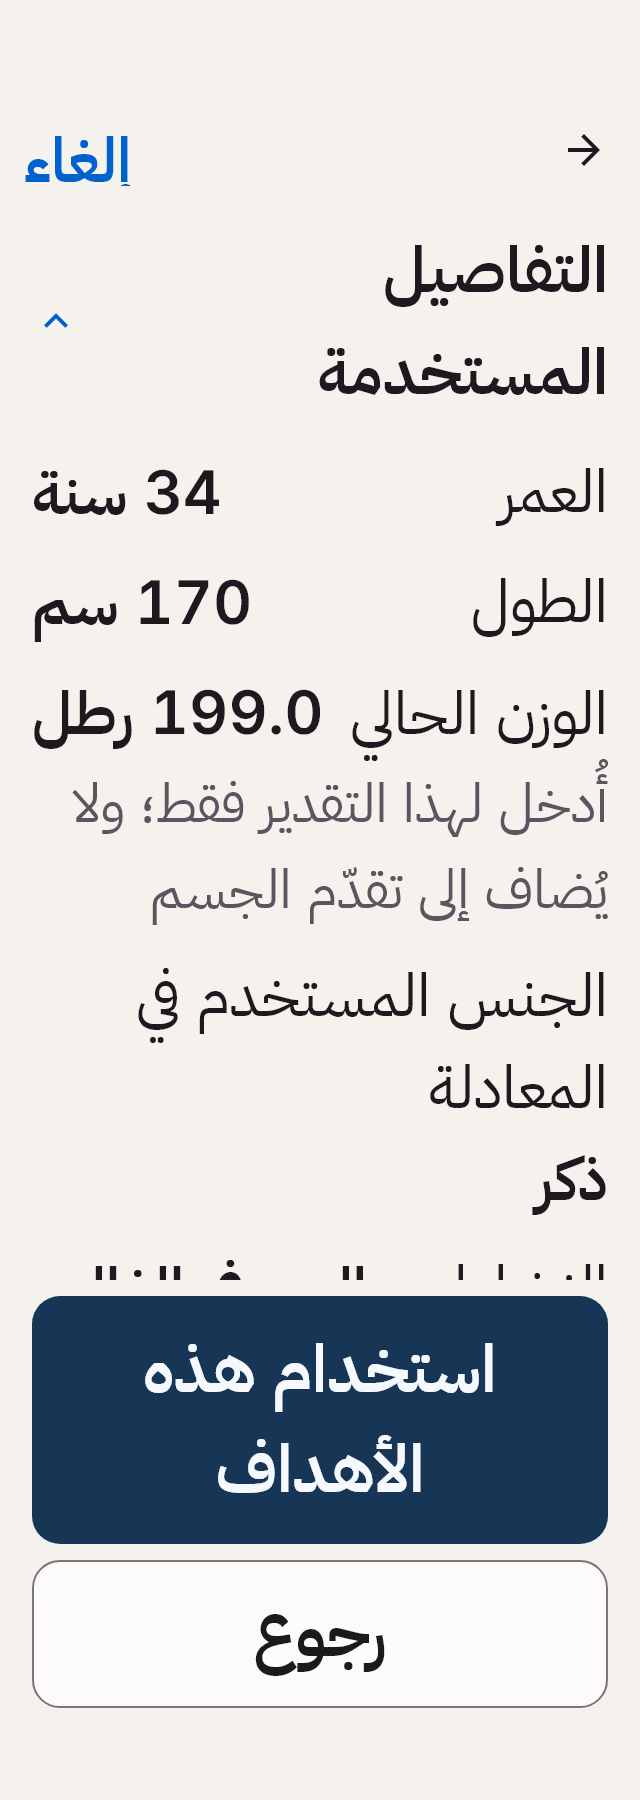 إلغاء
التفاصيل
المستخدمة
العمر 34 سنة
الطول 170 سم
الوزن الحالي 199.0 رطل
أُدخل لهذا التقدير فقط؛ ولا
يُضاف إلى تقدّم الجسم
الجنس المستخدم في
المعادلة
ذكر
استخدام هذه
الأهداف
رجوع